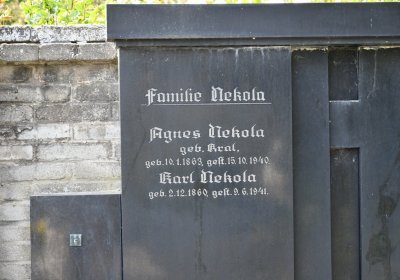 Familie Nekola
Agnes Nekola
geb. Kral,
geb. 10.1.1863, gest. 15.10.1940.
Karl Nekola
geb. 2.12.1860, gest. 9.6.1941.